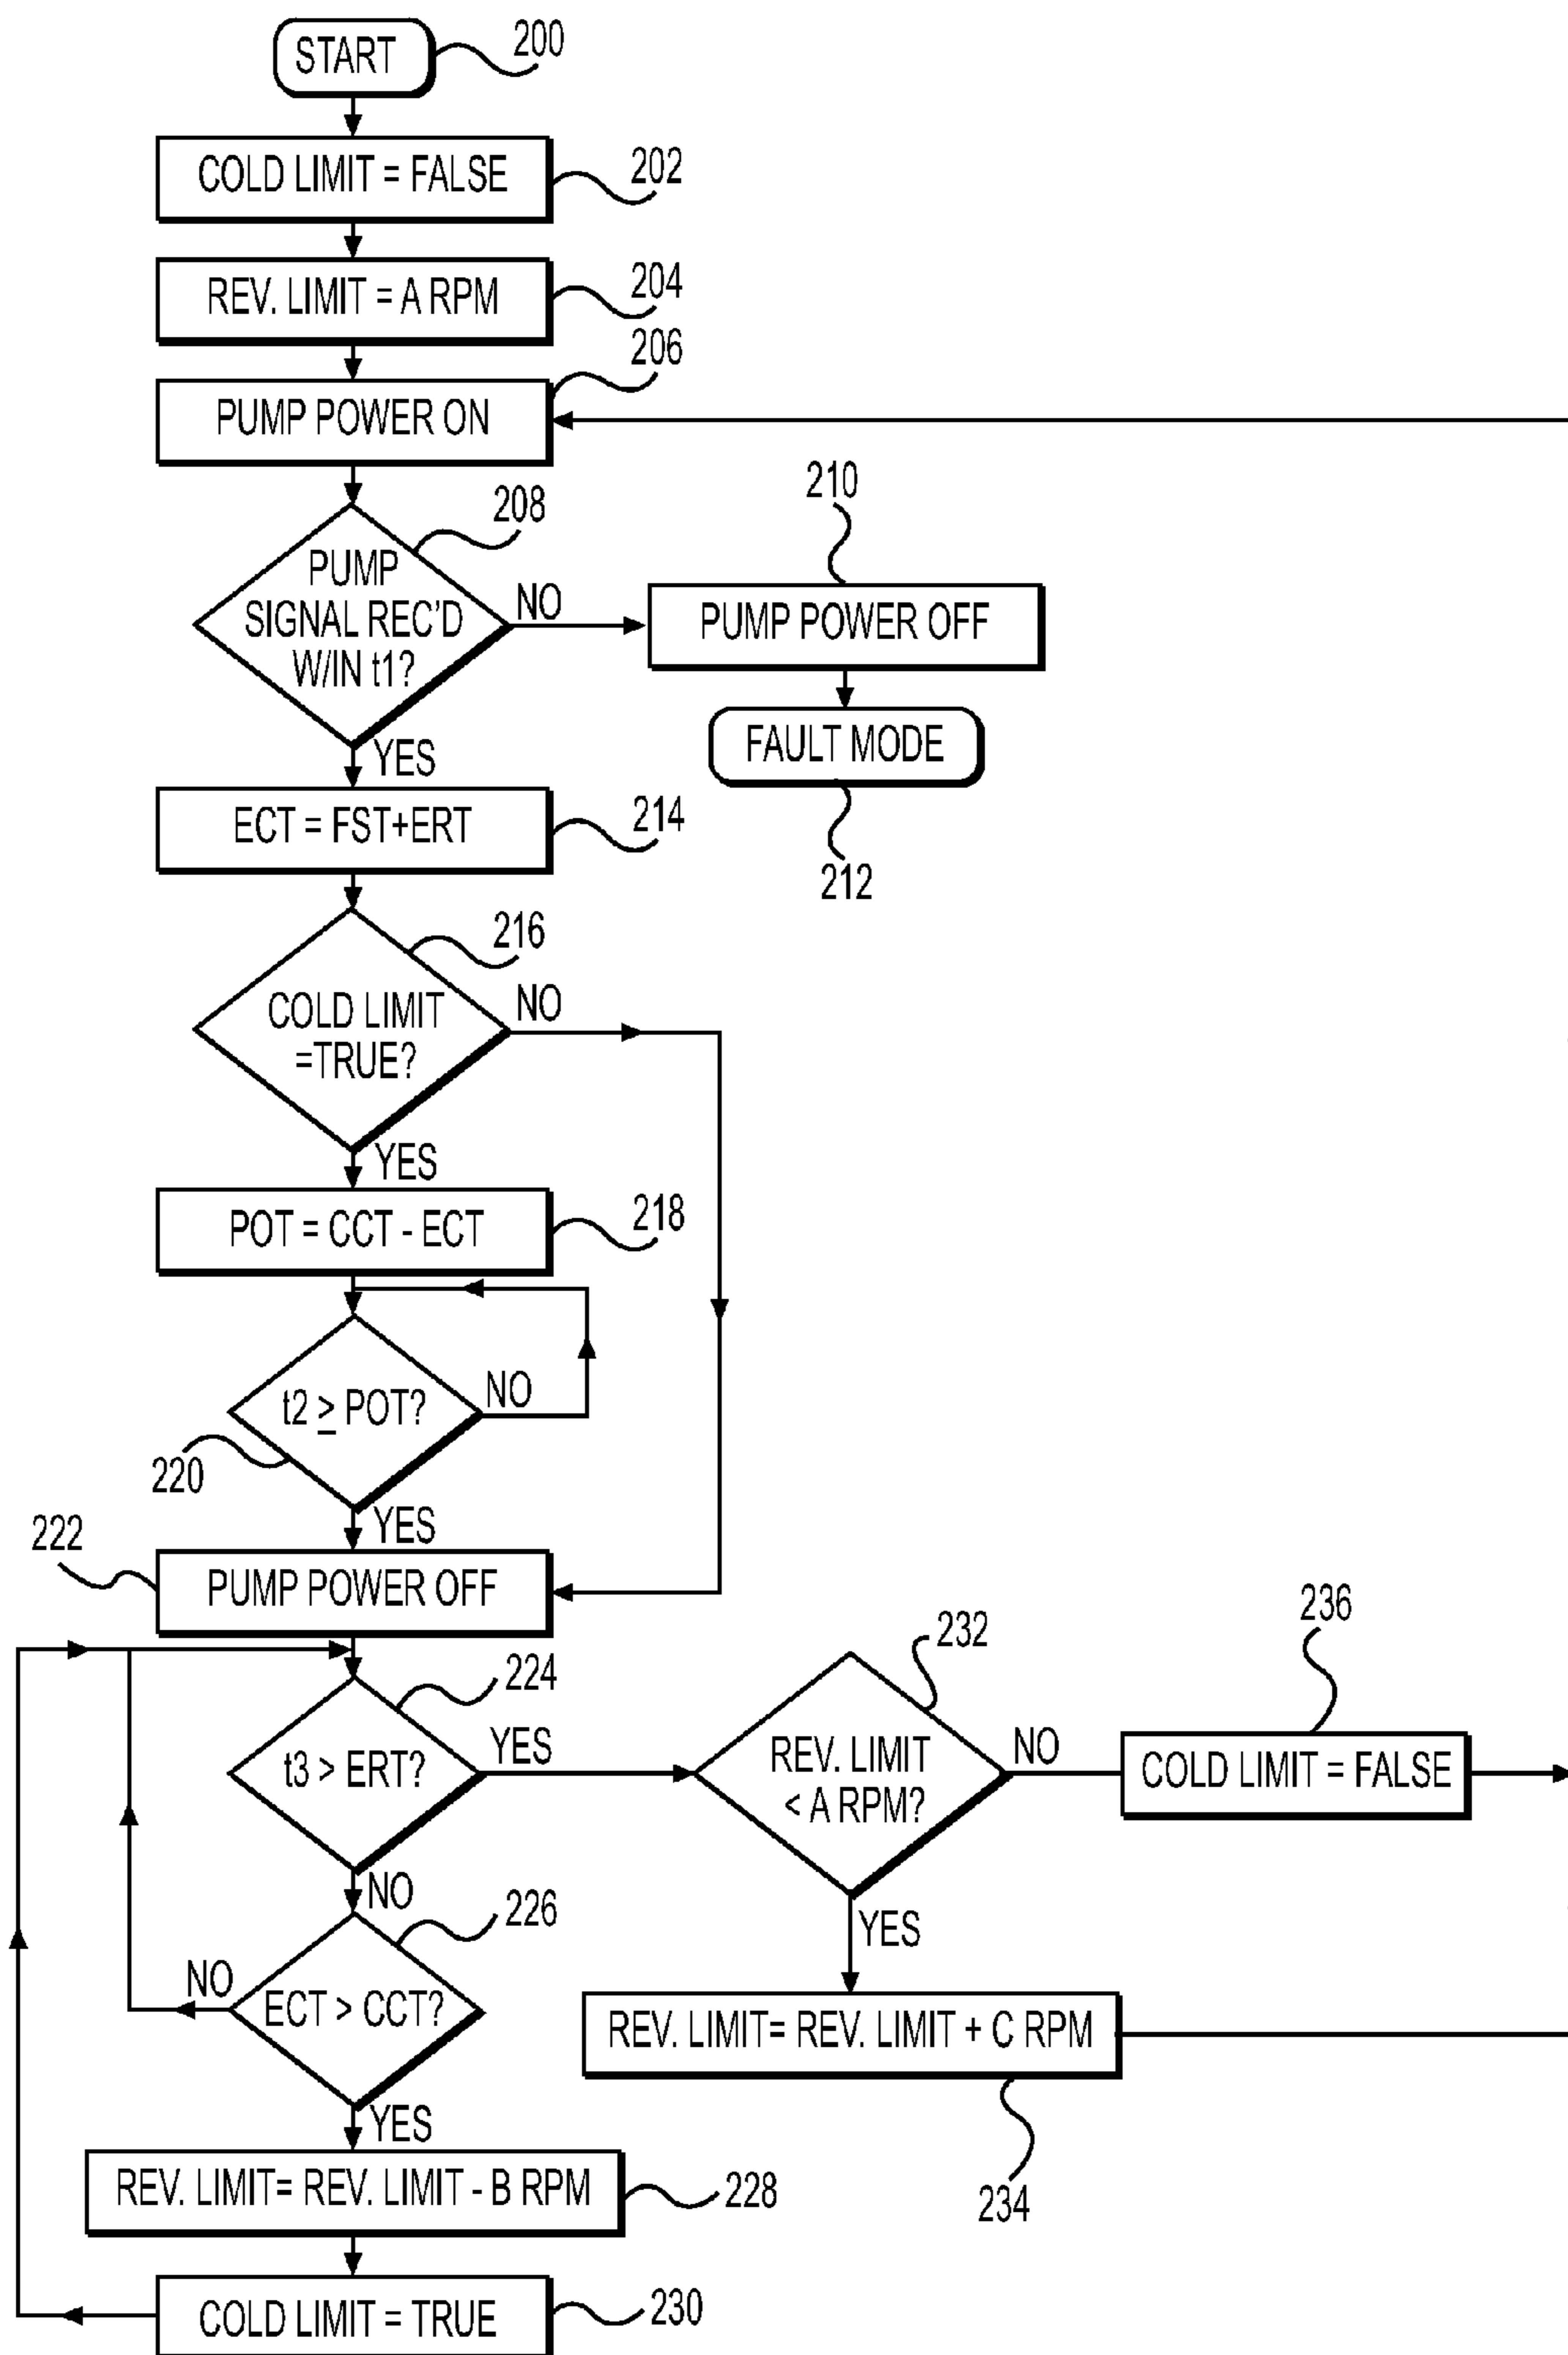 START
200
COLD LIMIT = FALSE
202
REV. LIMIT = A RPM
204
PUMP POWER ON
206
PUMP
SIGNAL REC'D
W/IN t1?
208
NO
210
PUMP POWER OFF
FAULT MODE
212
YES
ECT = FST+ERT
214
216
COLD LIMIT
=TRUE?
NO
YES
POT = CCT - ECT
218
t2 ≥ POT?
NO
220
YES
222
PUMP POWER OFF
224
t3 > ERT?
YES
232
REV. LIMIT
< A RPM?
NO
236
COLD LIMIT = FALSE
NO
226
ECT > CCT?
NO
YES
REV. LIMIT= REV. LIMIT + C RPM
234
YES
REV. LIMIT= REV. LIMIT - B RPM
228
COLD LIMIT = TRUE
230